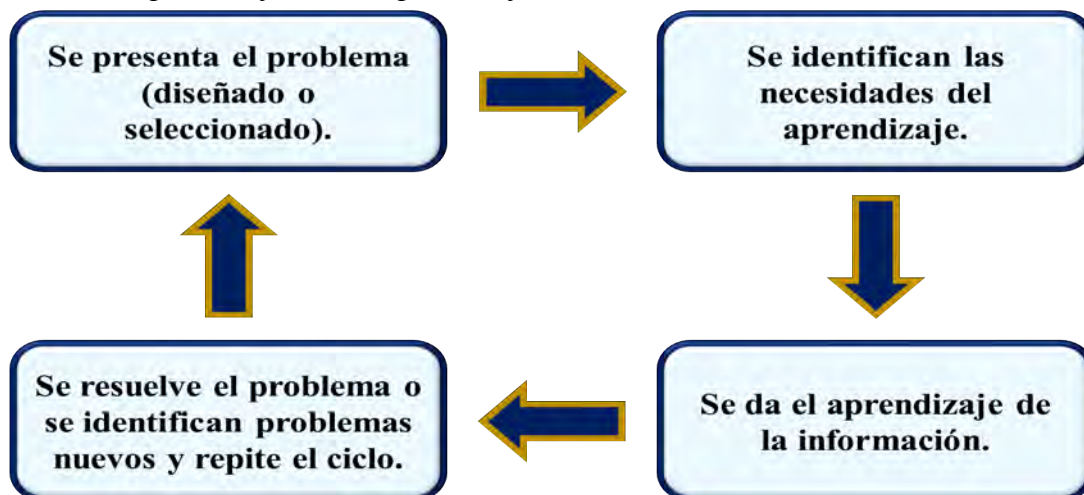 Se presenta el problema
(diseñado o
seleccionado).
Se identifican las
necesidades del
aprendizaje.
Se resuelve el problema o
se identifican problemas
nuevos y repite el ciclo.
Se da el aprendizaje de
la información.